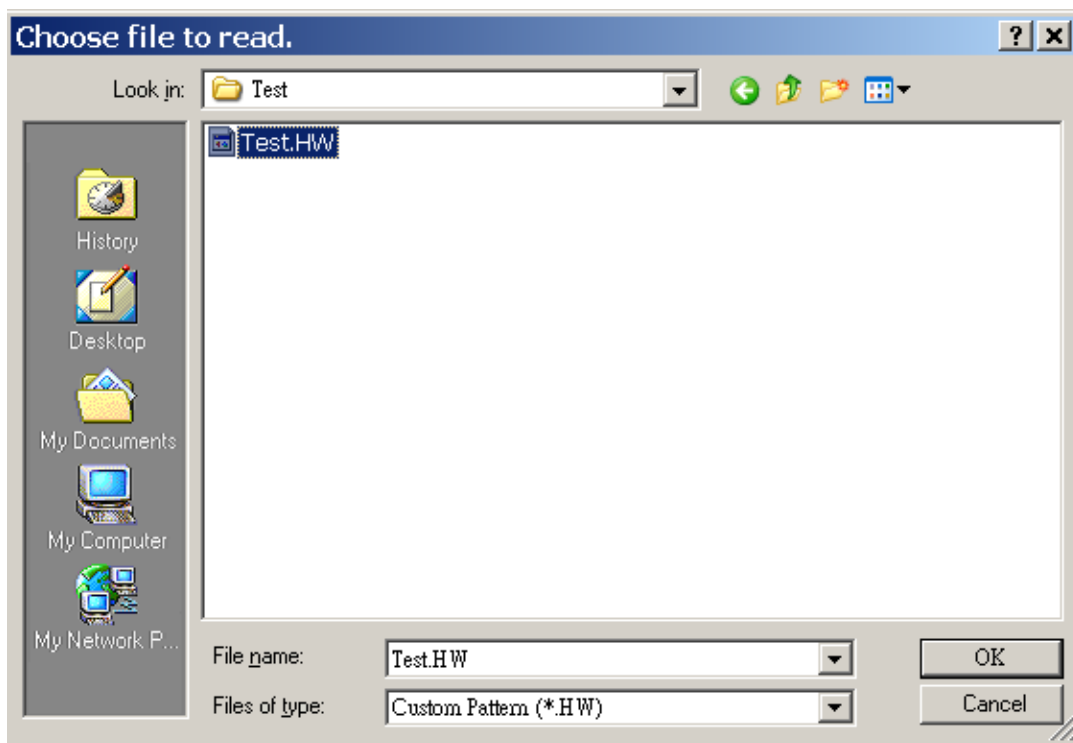 Choose file to read.
Look in: Test
Test.HW
History
Desktop
My Documents
My Computer
My Network P...
File name: Test.HW OK
Files of type: Custom Pattern (*.HW) Cancel